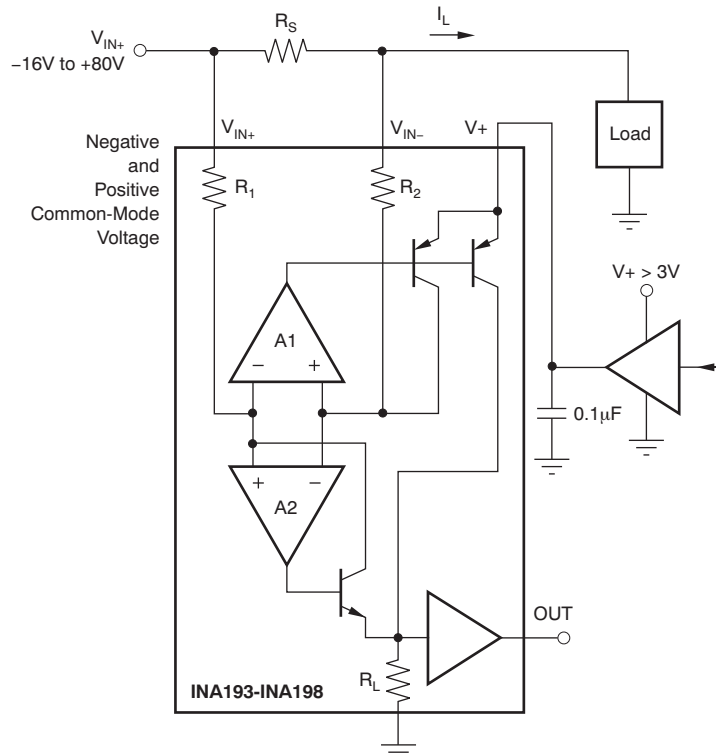 R_S
I_L
V_IN+
−16V to +80V
V_IN+
V_IN−
V+
Load
Negative
and
Positive
Common-Mode
Voltage
R_1
R_2
V+ > 3V
A1
− +
0.1μF
+ −
A2
OUT
R_L
INA193-INA198